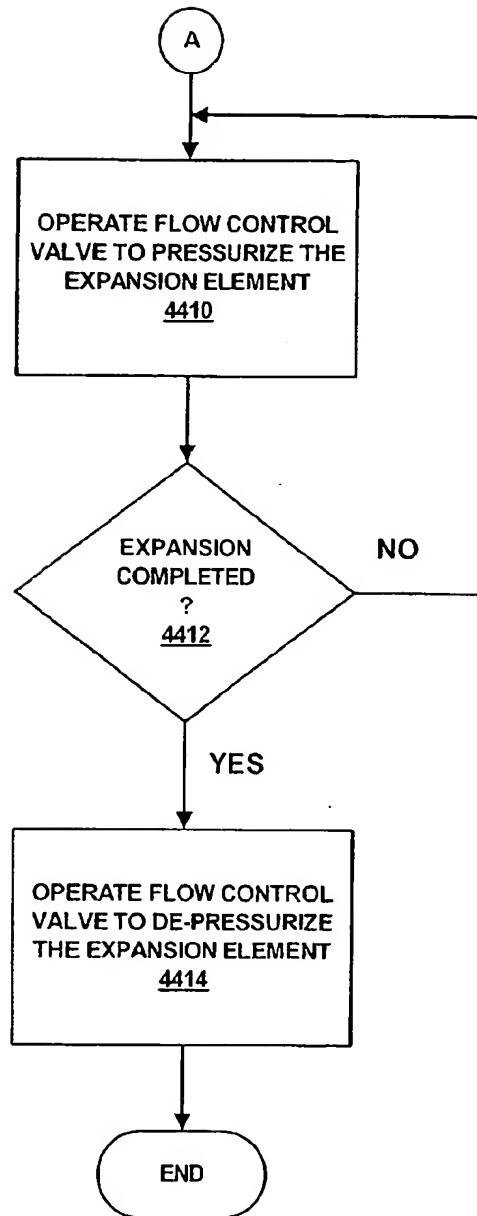 A
OPERATE FLOW CONTROL
VALVE TO PRESSURIZE THE
EXPANSION ELEMENT
4410
EXPANSION
COMPLETED
?
4412
NO
YES
OPERATE FLOW CONTROL
VALVE TO DE-PRESSURIZE
THE EXPANSION ELEMENT
4414
END